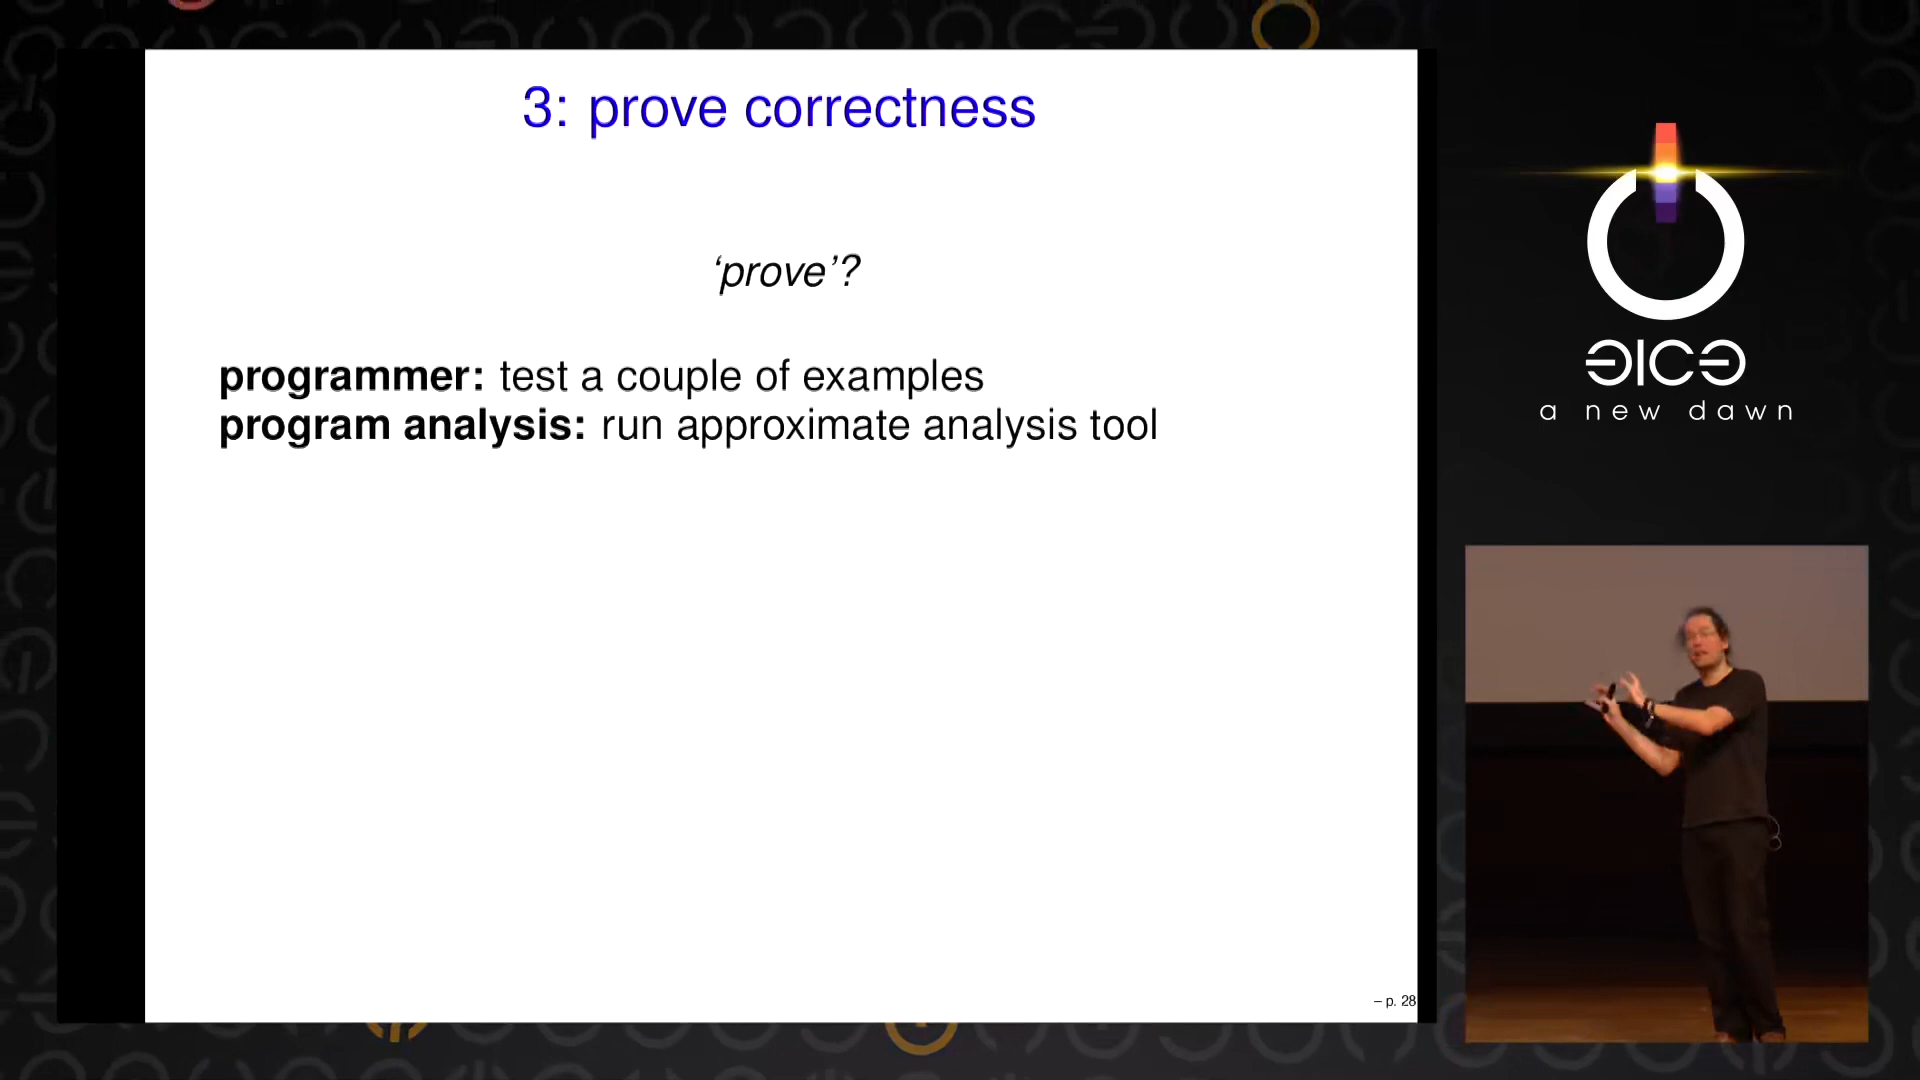 3: prove correctness
‘prove’?
programmer: test a couple of examples
program analysis: run approximate analysis tool
– p. 28
a new dawn